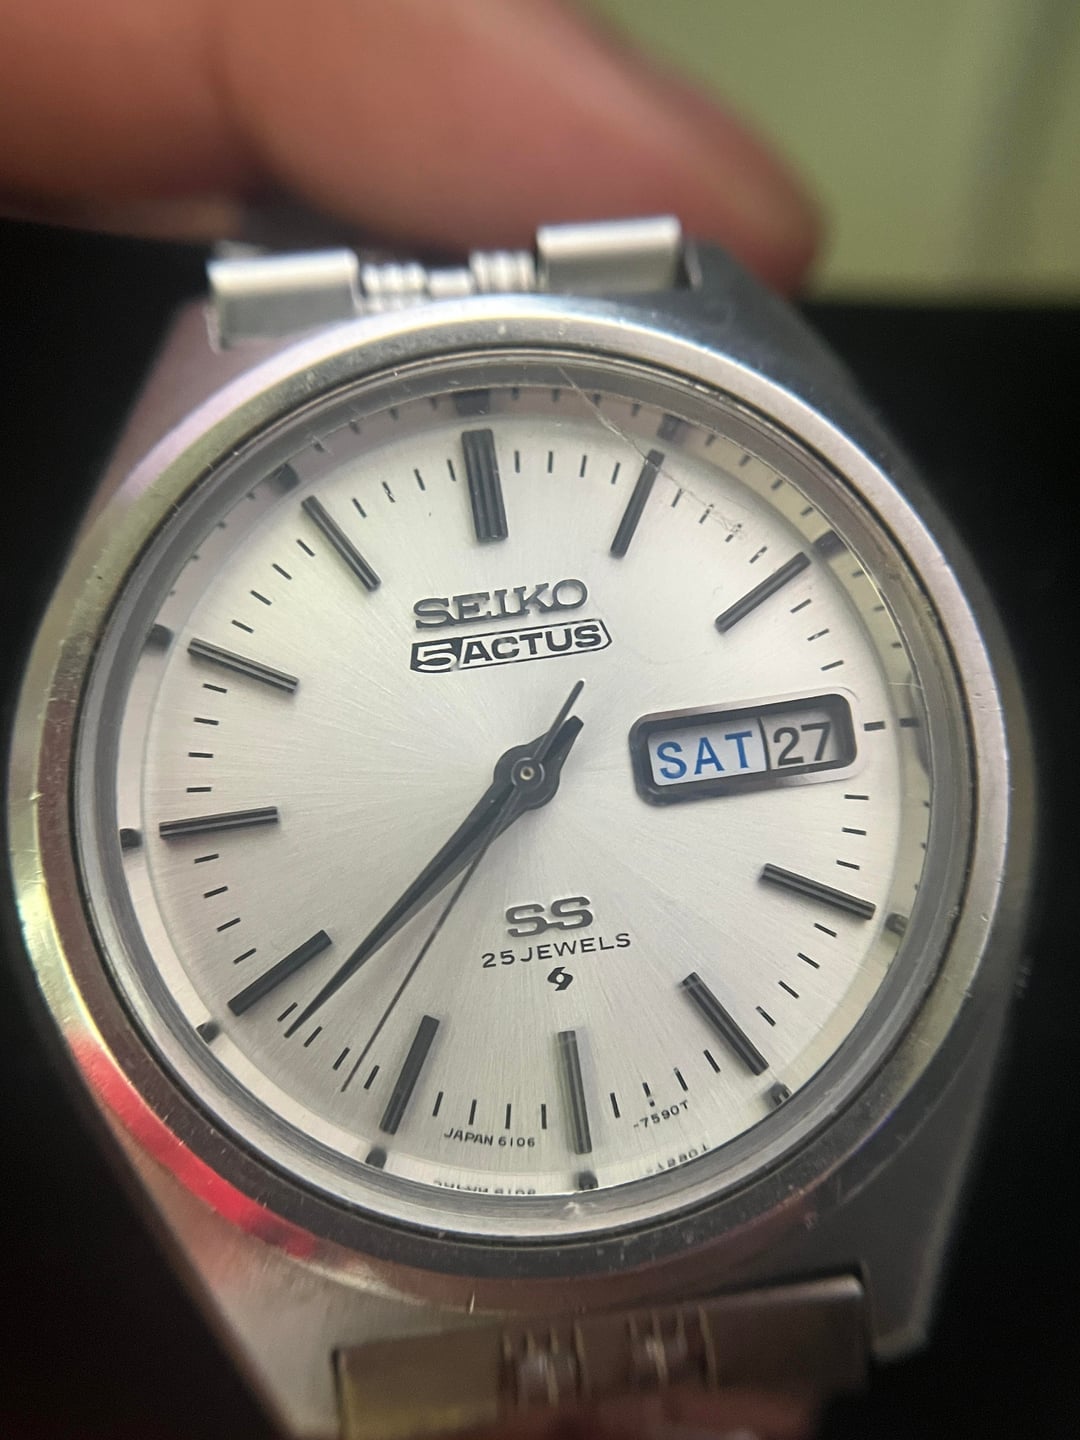 SEIKO
5 ACTUS
SAT 27
SS
25 JEWELS
JAPAN 6106 -7590T